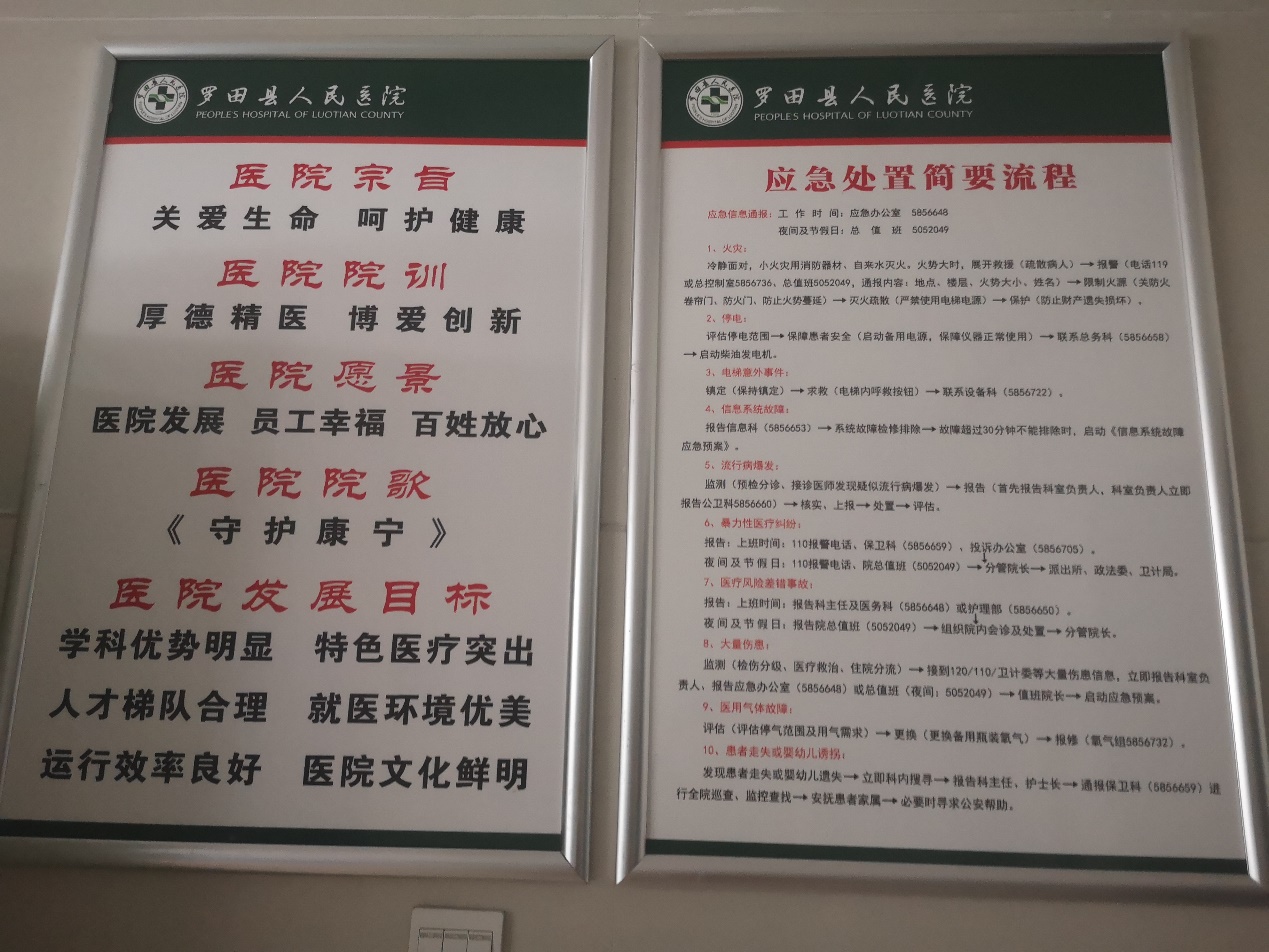 罗田县人民医院
PEOPLE'S HOSPITAL OF LUOTIAN COUNTY
医院宗旨
关爱生命 呵护健康
医院院训
厚德精医 博爱创新
医院愿景
医院发展 员工幸福 百姓放心
医院院歌
《守护康宁》
医院发展目标
学科优势明显 特色医疗突出
人才梯队合理 就医环境优美
运行效率良好 医院文化鲜明
罗田县人民医院
PEOPLE'S HOSPITAL OF LUOTIAN COUNTY
应急处置简要流程
应急信息通报：工作时间：应急办公室 5856648
夜间及节假日：总值班 5052049
1、火灾：
冷静面对，小火灾用消防器材、自来水灭火。火势大时，展开救援（疏散病人）→报警（电话119
或总控制室5856736、总值班5052049，通报内容：地点、楼层、火势大小、姓名）→限制火源（关防火
卷帘门、防火门、防止火势蔓延）→灭火疏散（严禁使用电梯电源）→保护（防止财产遗失损坏）。
2、停电：
评估停电范围→保障患者安全（启动备用电源，保障仪器正常使用）→联系总务科（5856658）
→启动柴油发电机。
3、电梯意外事件：
镇定（保持镇定）→求救（电梯内呼救按钮）→联系设备科（5856722）。
4、信息系统故障：
报告信息科（5856653）→系统故障检修排除→故障超过30分钟不能排除时，启动《信息系统故障
应急预案》。
5、流行病爆发：
监测（预检分诊、接诊医师发现疑似流行病爆发）→报告（首先报告科室负责人，科室负责人立即
报告公卫科5856660）→核实、上报→处置→评估。
6、暴力性医疗纠纷：
报告：上班时间：110报警电话、保卫科（5856659）、投诉办公室（5856705）。
↓
夜间及节假日：110报警电话、院总值班（5052049）→分管院长→派出所、政法委、卫计局。
7、医疗风险差错事故：
报告：上班时间：报告科主任及医务科（5856648）或护理部（5856650）。
↓
夜间及节假日：报告院总值班（5052049）→组织院内会诊及处置→分管院长。
8、大量伤患：
监测（检伤分级、医疗救治、住院分流）→接到120/110/卫计委等大量伤患信息，立即报告科室负
责人、报告应急办公室（5856648）或总值班（夜间：5052049）→值班院长→启动应急预案。
9、医用气体故障：
评估（评估停气范围及用气需求）→更换（更换备用瓶装氧气）→报修（氧气组5856732）。
10、患者走失或婴幼儿诱拐：
发现患者走失或婴幼儿遗失→立即科内搜寻→报告科主任、护士长→通报保卫科（5856659）进
行全院巡查、监控查找→安抚患者家属→必要时寻求公安帮助。